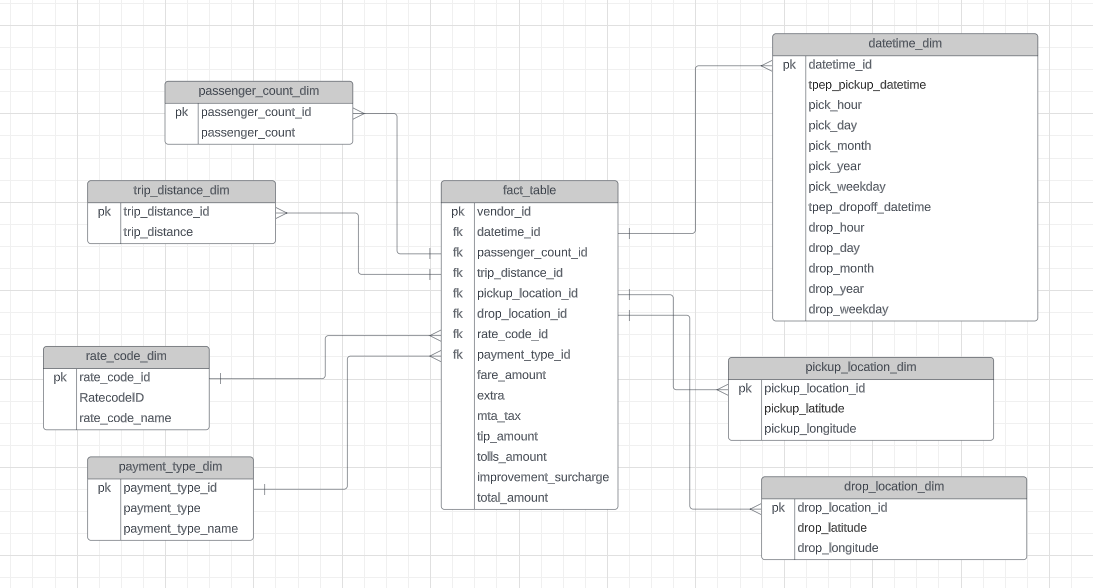 passenger_count_dim
pk passenger_count_id
passenger_count
trip_distance_dim
pk trip_distance_id
trip_distance
rate_code_dim
pk rate_code_id
RatecodeID
rate_code_name
payment_type_dim
pk payment_type_id
payment_type
payment_type_name
fact_table
pk vendor_id
fk datetime_id
fk passenger_count_id
fk trip_distance_id
fk pickup_location_id
fk drop_location_id
fk rate_code_id
fk payment_type_id
fare_amount
extra
mta_tax
tip_amount
tolls_amount
improvement_surcharge
total_amount
datetime_dim
pk datetime_id
tpep_pickup_datetime
pick_hour
pick_day
pick_month
pick_year
pick_weekday
tpep_dropoff_datetime
drop_hour
drop_day
drop_month
drop_year
drop_weekday
pickup_location_dim
pk pickup_location_id
pickup_latitude
pickup_longitude
drop_location_dim
pk drop_location_id
drop_latitude
drop_longitude